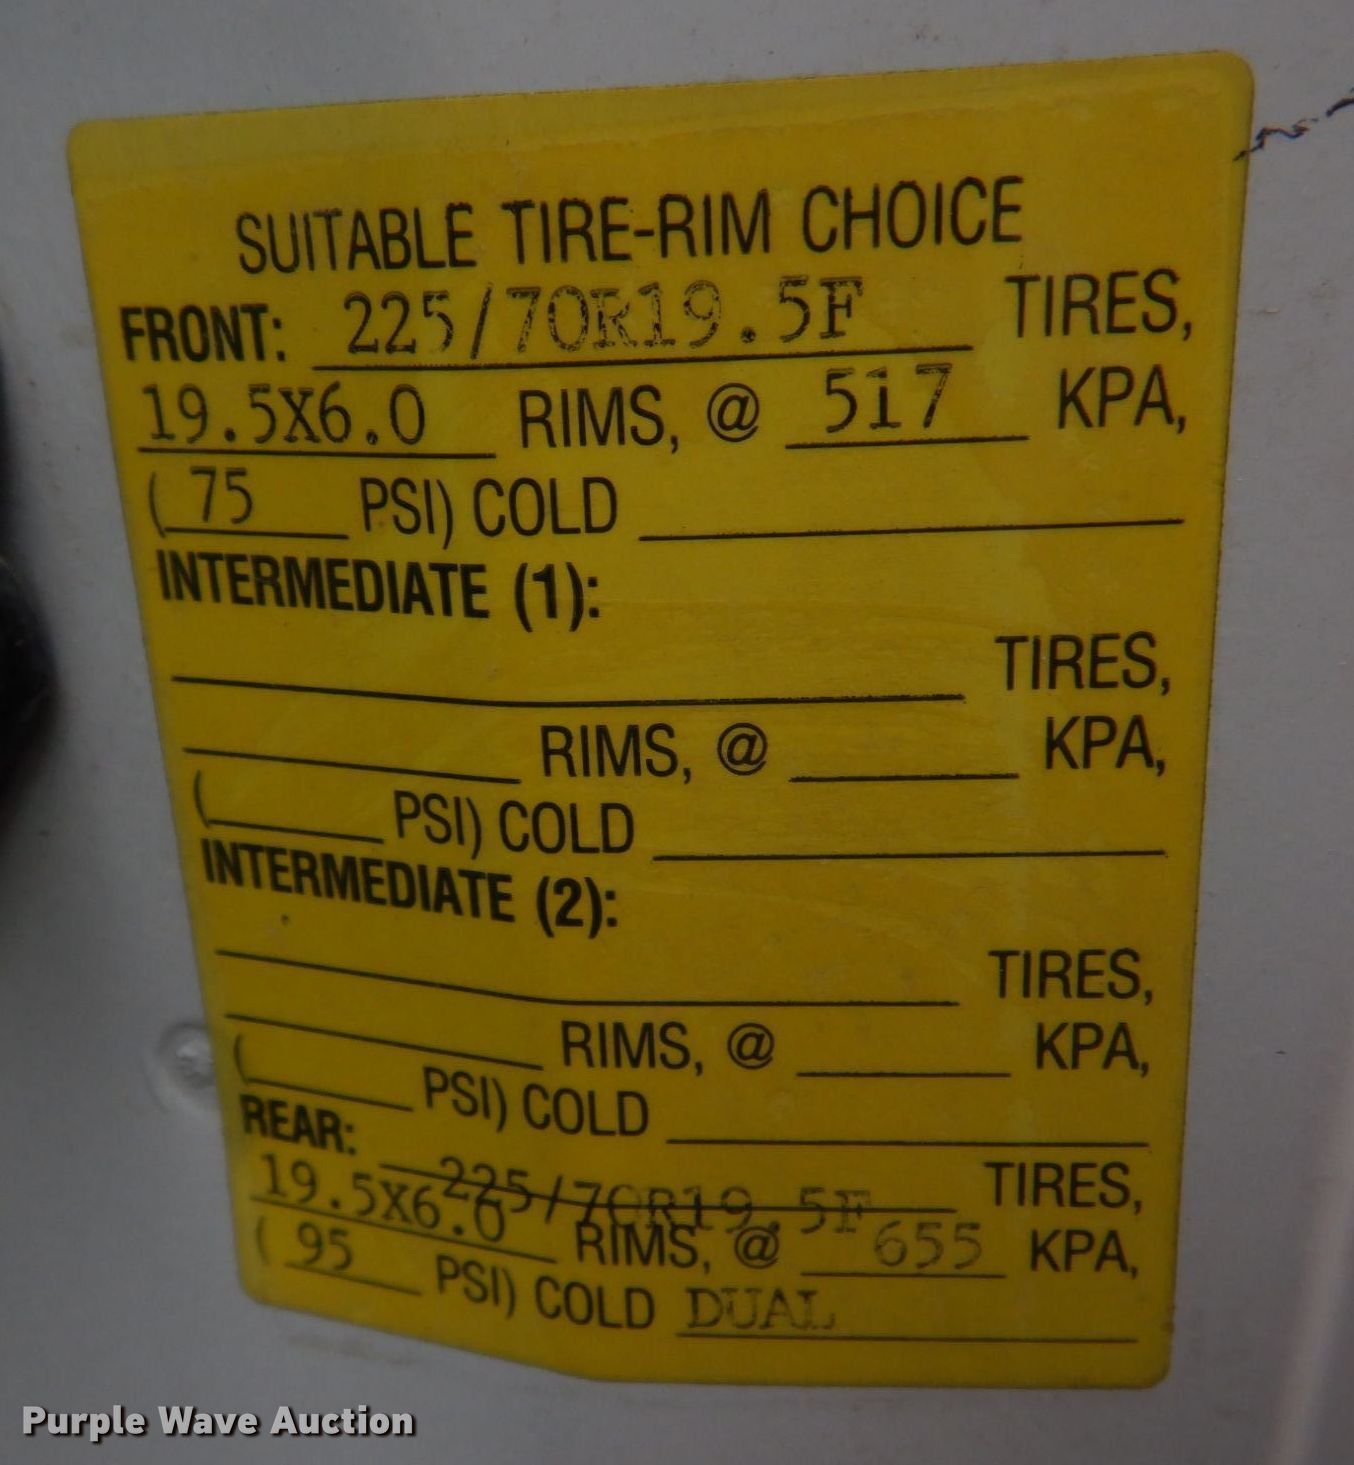 SUITABLE TIRE-RIM CHOICE
FRONT: 225/70R19.5F TIRES,
19.5X6.0 RIMS, @ 517 KPA,
(75 PSI) COLD
INTERMEDIATE (1):
TIRES,
RIMS, @ KPA,
( PSI) COLD
INTERMEDIATE (2):
TIRES,
RIMS, @ KPA,
( PSI) COLD
REAR: 225/70R19.5F TIRES,
19.5X6.0 RIMS, @ 655 KPA,
(95 PSI) COLD DUAL
Purple Wave Auction